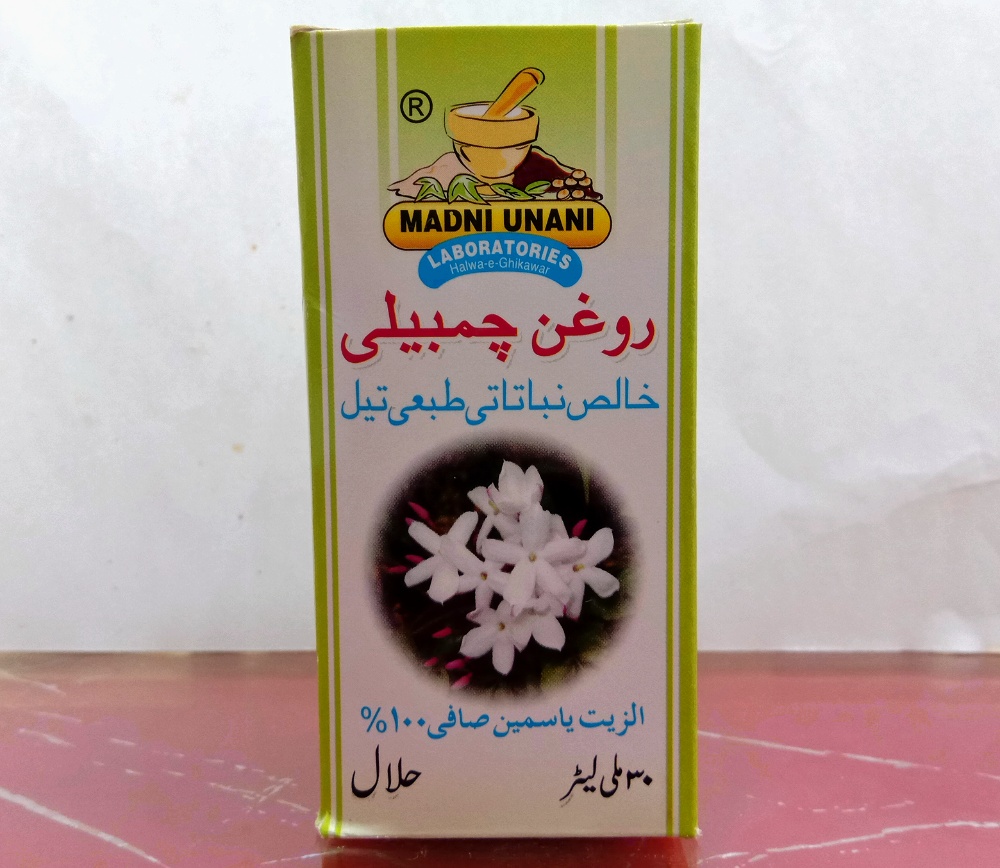 ®
MADNI UNANI
LABORATORIES
Halwa-e-Ghikawar
روغن چمبیلی
خالص نباتاتی طبعی تیل
الزیت یاسمین صافی ۱۰۰%
۳۰ ملی لیٹر
حلال